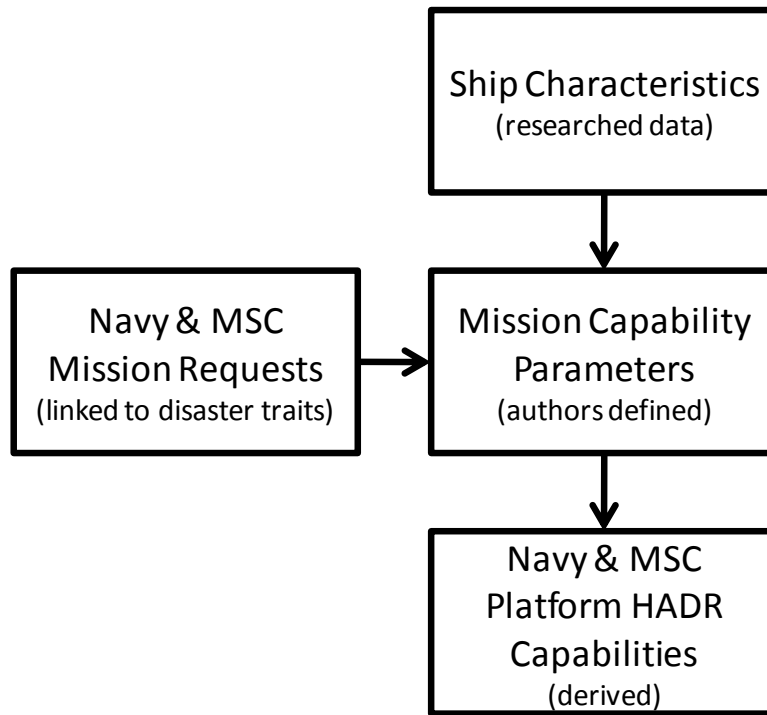 Ship Characteristics
(researched data)
Navy & MSC
Mission Requests
(linked to disaster traits)
Mission Capability
Parameters
(authors defined)
Navy & MSC
Platform HADR
Capabilities
(derived)